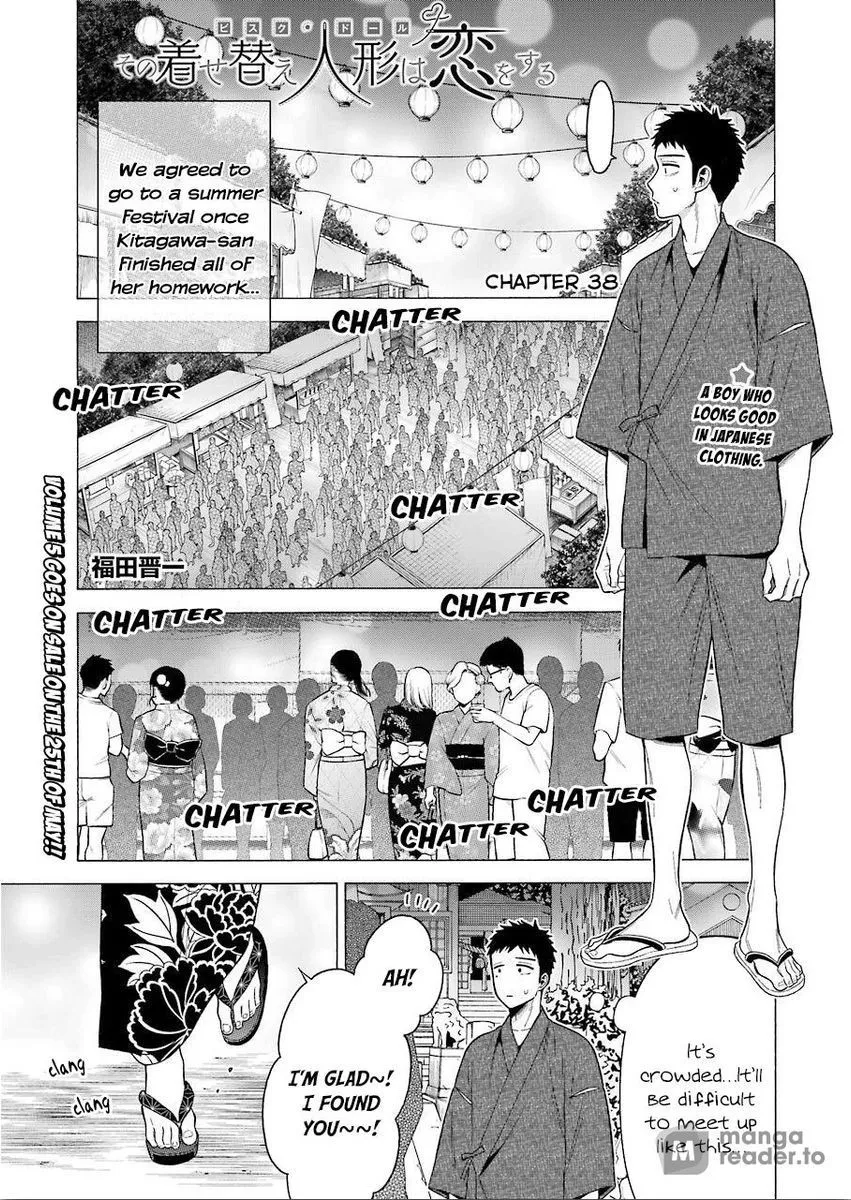 ビスク・ドール
その着せ替え人形は恋をする
We agreed to
go to a summer
Festival once
Kitagawa-san
Finished all of
her homework...
CHAPTER 38
CHATTER
CHATTER
A BOY WHO
LOOKS GOOD
IN JAPANESE
CLOTHING.
CHATTER
福田晋一
VOLUME 5 GOES ON SALE ON THE 25TH OF MAY!!
CHATTER
CHATTER
CHATTER
CHATTER
CHATTER
AH!
I'M GLAD~!
I FOUND
YOU~~!
clang
clang
It's
crowded...It'll
be difficult
to meet up
like this...
manga
reader.to